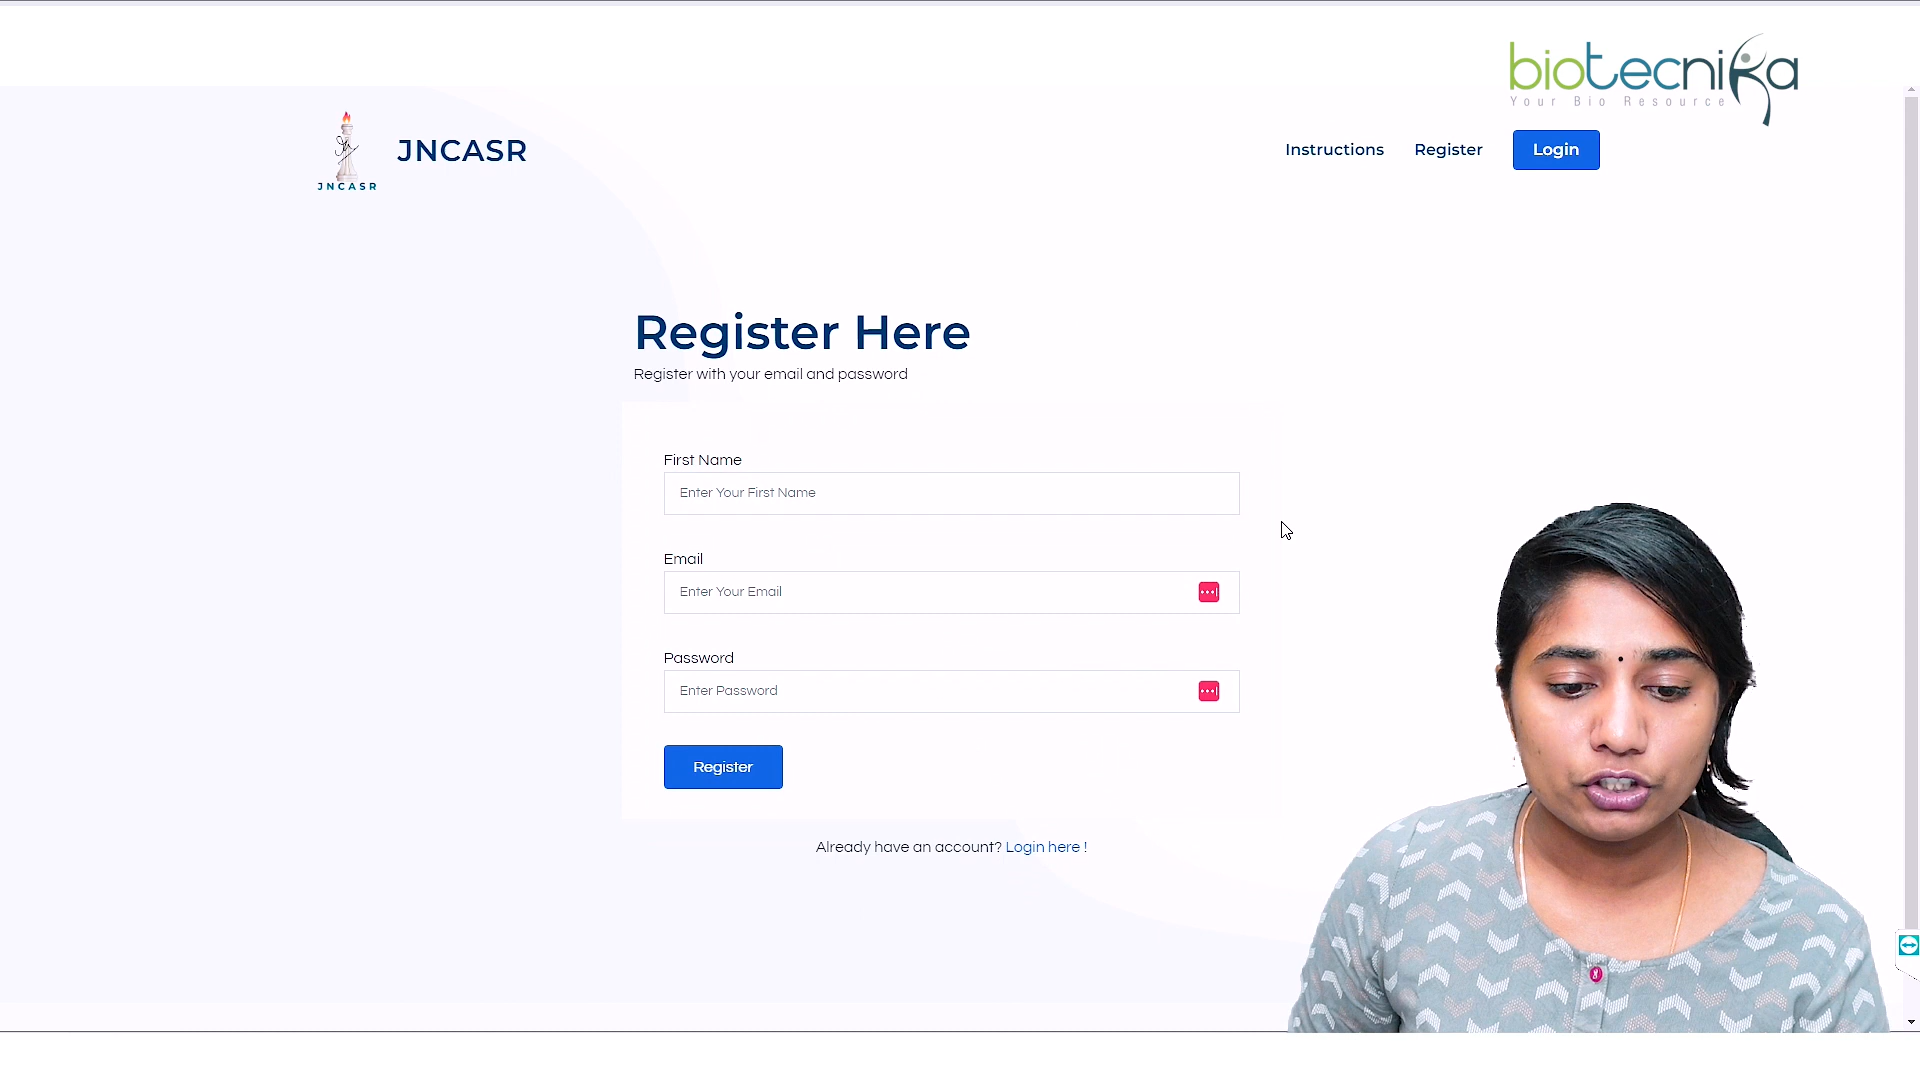 biotecnika
Your Bio Resource
JNCASR
JNCASR
Instructions
Register
Login
Register Here
Register with your email and password
First Name
Enter Your First Name
Email
Enter Your Email
Password
Enter Password
Register
Already have an account? Login here !